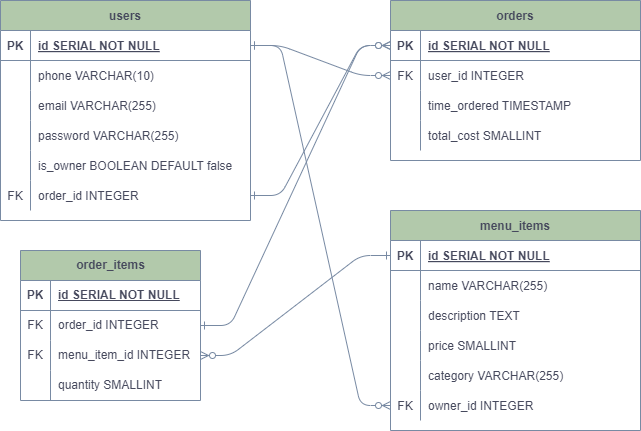 users
PK id SERIAL NOT NULL
phone VARCHAR(10)
email VARCHAR(255)
password VARCHAR(255)
is_owner BOOLEAN DEFAULT false
FK order_id INTEGER
orders
PK id SERIAL NOT NULL
FK user_id INTEGER
time_ordered TIMESTAMP
total_cost SMALLINT
order_items
PK id SERIAL NOT NULL
FK order_id INTEGER
FK menu_item_id INTEGER
quantity SMALLINT
menu_items
PK id SERIAL NOT NULL
name VARCHAR(255)
description TEXT
price SMALLINT
category VARCHAR(255)
FK owner_id INTEGER